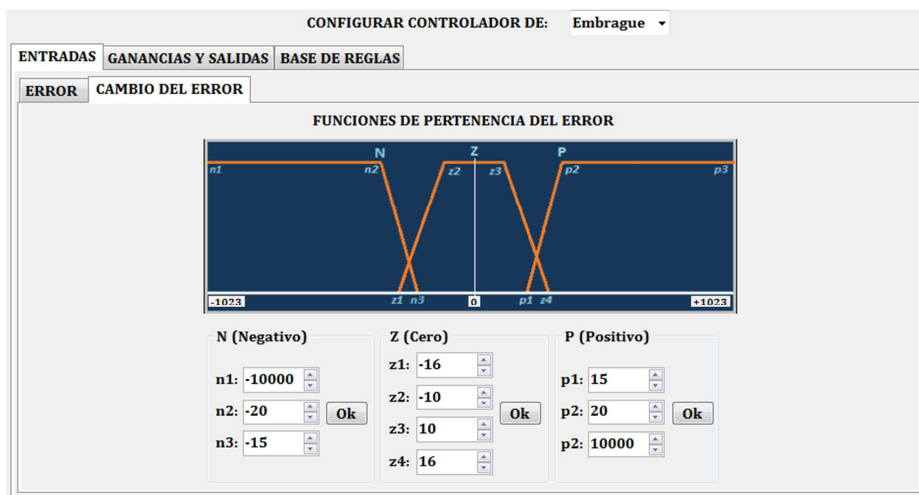 CONFIGURAR CONTROLADOR DE: Embrague
ENTRADAS GANANCIAS Y SALIDAS BASE DE REGLAS
ERROR CAMBIO DEL ERROR
FUNCIONES DE PERTENENCIA DEL ERROR
N Z P
n1 n2 z2 z3 p2 p3
z1 n3 p1 z4
-1023 0 +1023
N (Negativo) Z (Cero) P (Positivo)
n1: -10000
n2: -20
n3: -15
Ok
z1: -16
z2: -10
z3: 10
z4: 16
Ok
p1: 15
p2: 20
p2: 10000
Ok